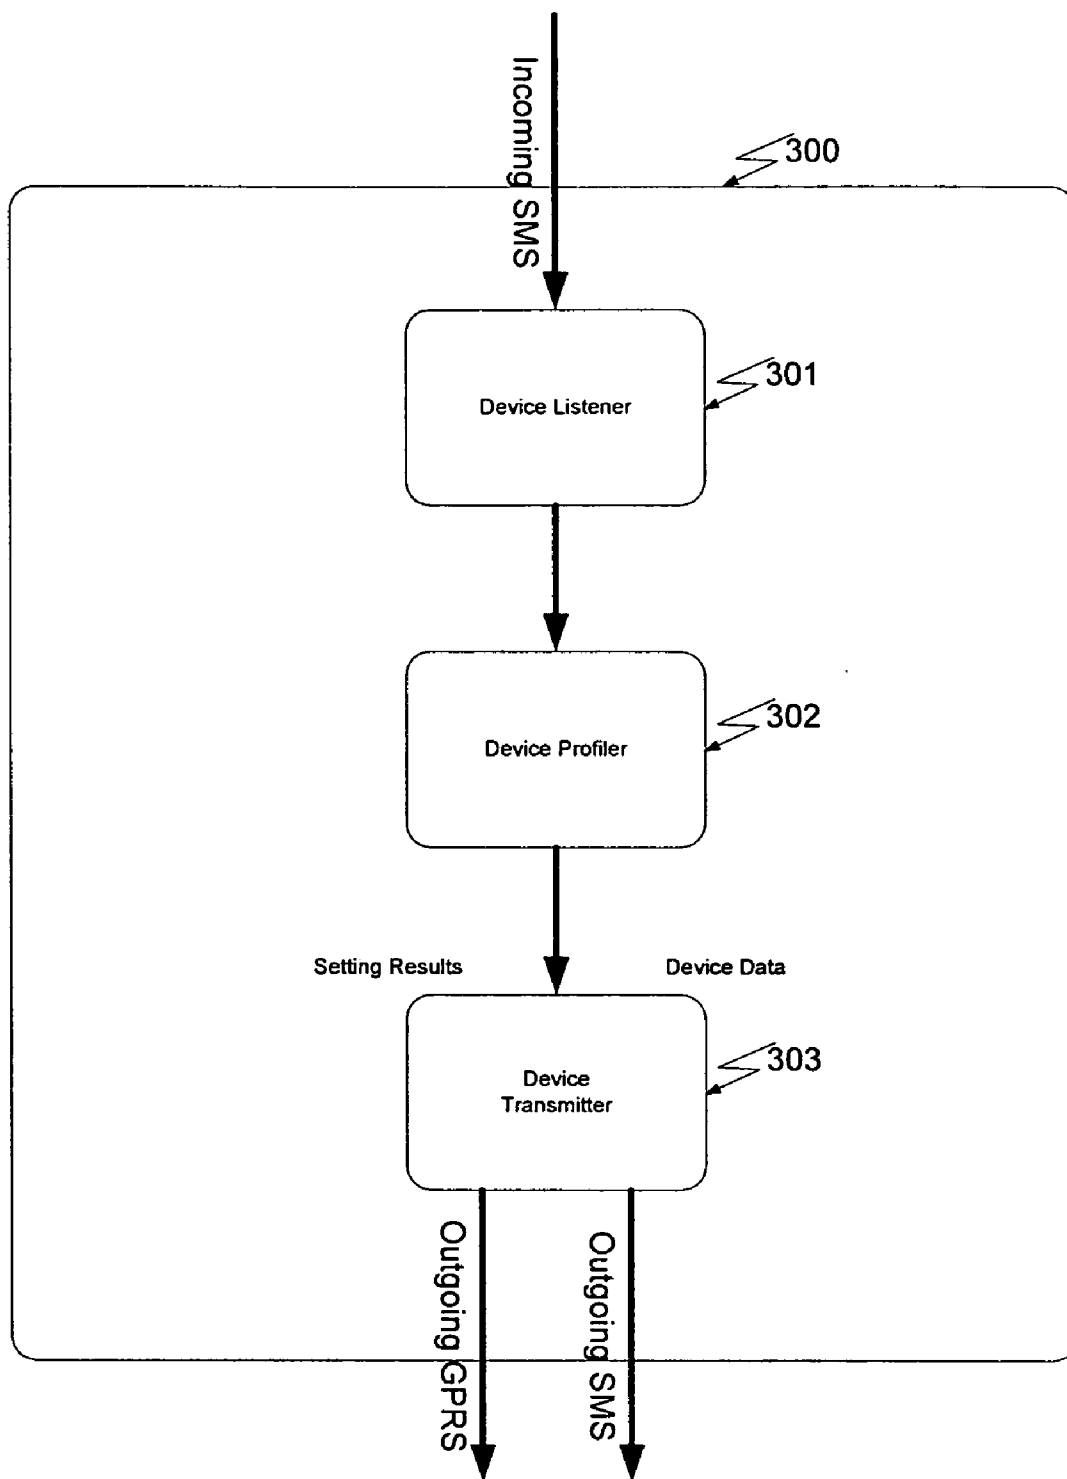 Incoming SMS
300
301
Device Listener
302
Device Profiler
Setting Results
Device Data
303
Device
Transmitter
Outgoing GPRS
Outgoing SMS